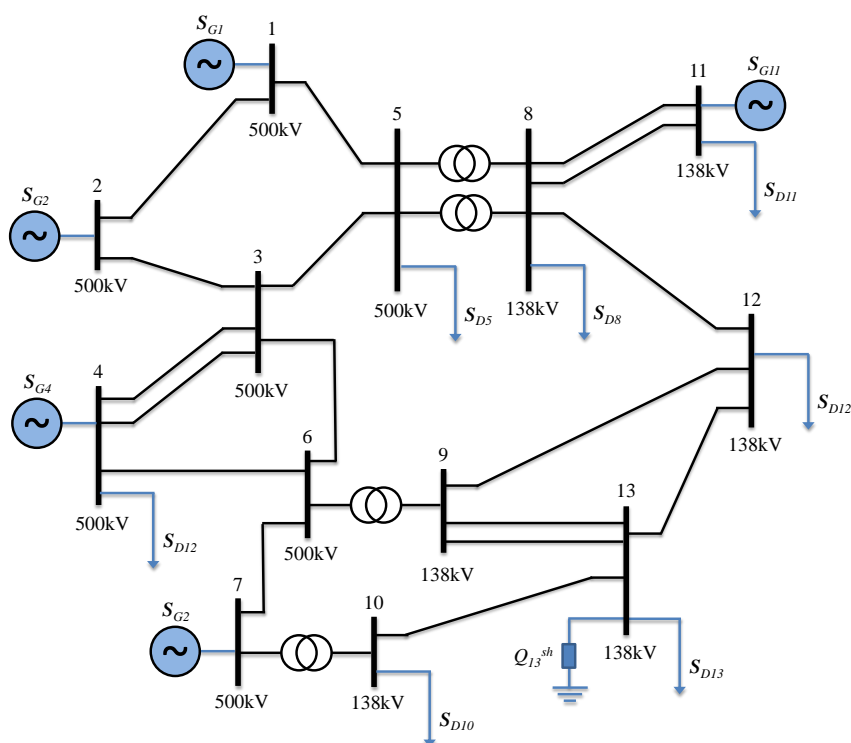 S_G1
~
1
500kV
5
8
11
S_G11
~
138kV
S_D11
2
S_G2
~
500kV
3
500kV
500kV
S_D5
138kV
S_D8
12
138kV
S_D12
4
S_G4
~
500kV
S_D12
6
500kV
9
138kV
13
138kV
Q_13^sh
S_D13
7
S_G2
~
500kV
10
138kV
S_D10